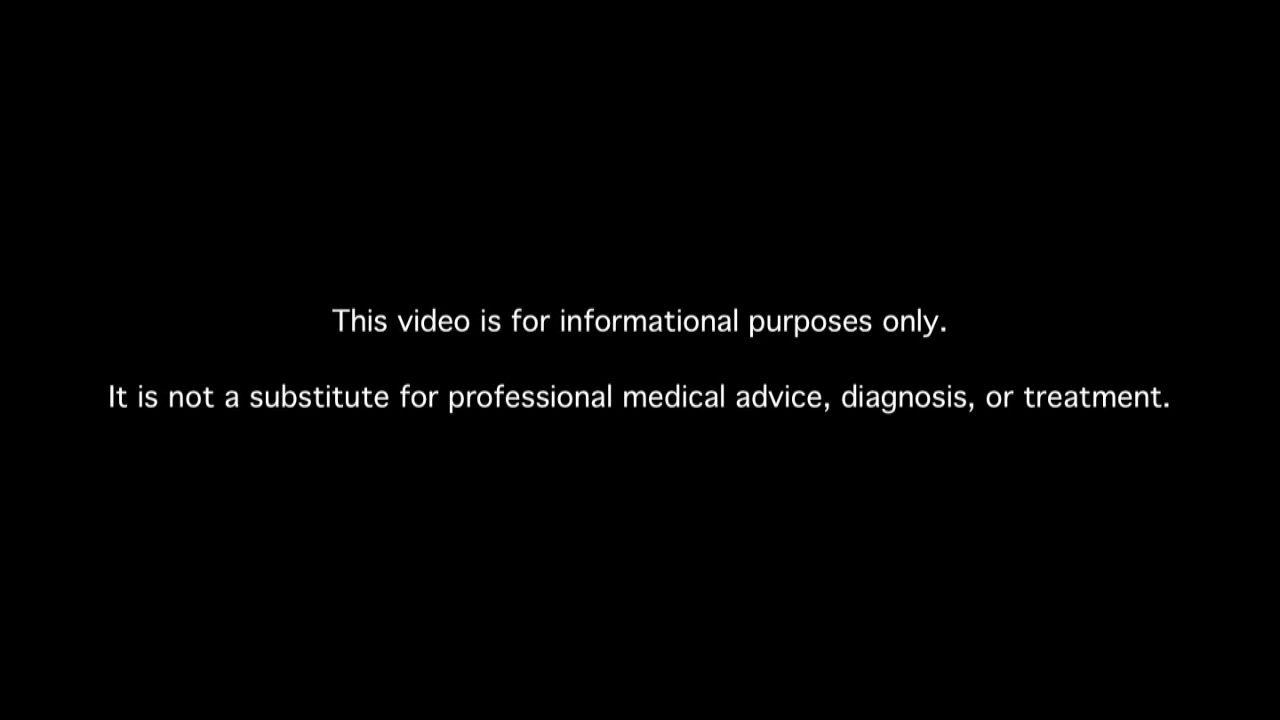 This video is for informational purposes only.
It is not a substitute for professional medical advice, diagnosis, or treatment.